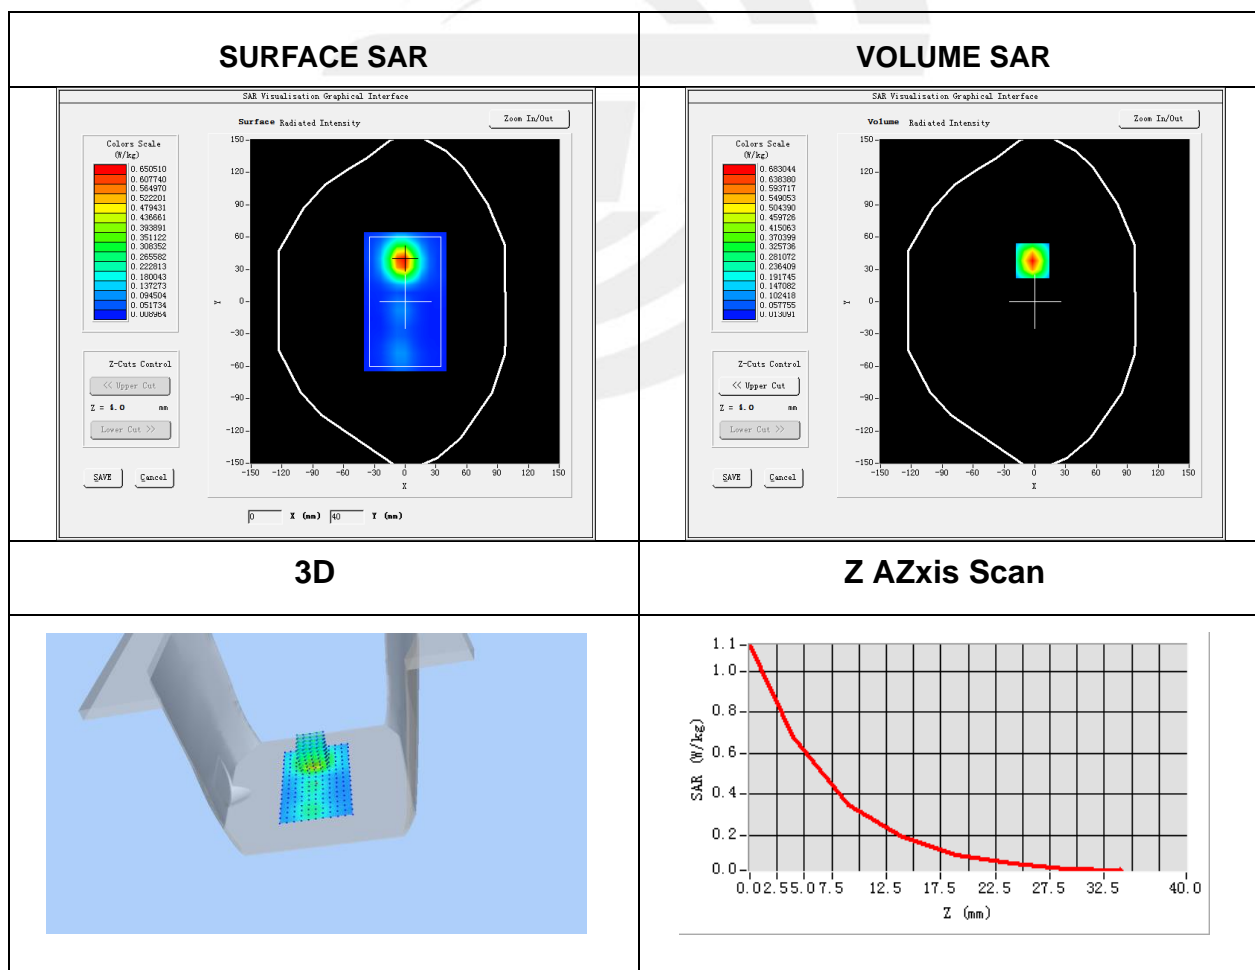 SURFACE SAR
VOLUME SAR
SAR Visualisation Graphical Interface
Surface Radiated Intensity
Zoom In/Out
Colors Scale
(W/kg)
0.650510
0.607740
0.564970
0.522201
0.479431
0.436661
0.393891
0.351122
0.308352
0.265582
0.222813
0.180043
0.137273
0.094504
0.051734
0.008964
Z-Cuts Control
<< Upper Cut
Z = 4.0 mm
Lower Cut >>
SAVE Cancel
150
120
90
60
30
0
-30
-60
-90
-120
-150
Y
-150 -120 -90 -60 -30 0 30 60 90 120 150
X
0 X (mm) 40 Y (mm)
SAR Visualisation Graphical Interface
Volume Radiated Intensity
Zoom In/Out
Colors Scale
(W/kg)
0.683044
0.638380
0.593717
0.549053
0.504390
0.459726
0.415063
0.370399
0.325736
0.281072
0.236409
0.191745
0.147082
0.102418
0.057755
0.013091
Z-Cuts Control
<< Upper Cut
Z = 4.0 mm
Lower Cut >>
SAVE Cancel
150
120
90
60
30
0
-30
-60
-90
-120
-150
Y
-150 -120 -90 -60 -30 0 30 60 90 120 150
X
3D
Z AZxis Scan
1.1
1.0
0.8
0.6
0.4
0.2
0.0
SAR (W/kg)
0.0 2.5 5.0 7.5 12.5 17.5 22.5 27.5 32.5 40.0
Z (mm)